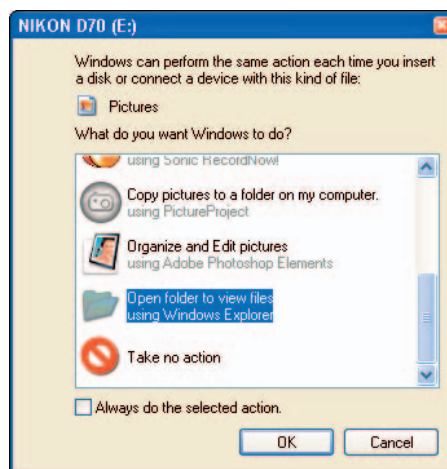 NIKON D70 (E:)
Windows can perform the same action each time you insert
a disk or connect a device with this kind of file:
Pictures
What do you want Windows to do?
using Sonic RecordNow!
Copy pictures to a folder on my computer.
using PictureProject
Organize and Edit pictures
using Adobe Photoshop Elements
Open folder to view files
using Windows Explorer
Take no action
Always do the selected action.
OK
Cancel